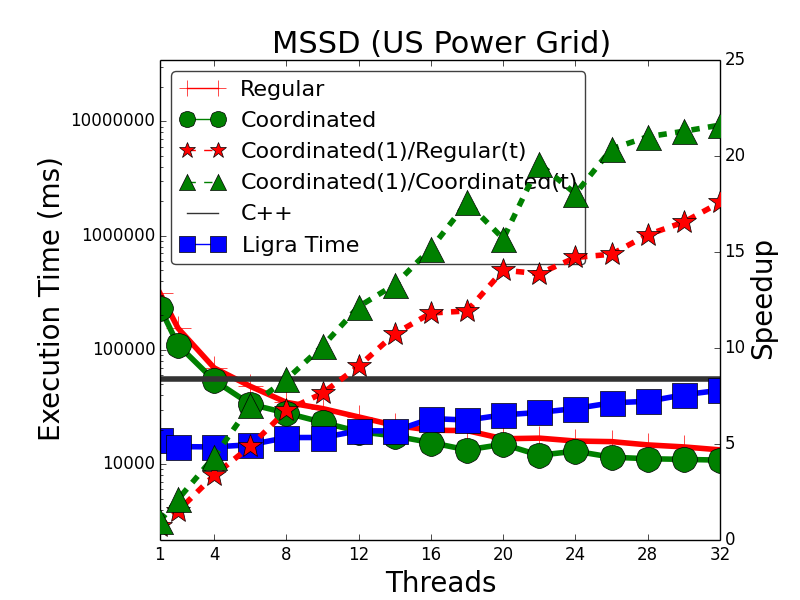 MSSD (US Power Grid)
Regular
Coordinated
Coordinated(1)/Regular(t)
Coordinated(1)/Coordinated(t)
C++
Ligra Time
Execution Time (ms)
10000000
1000000
100000
10000
Speedup
25
20
15
10
5
0
1 4 8 12 16 20 24 28 32
Threads